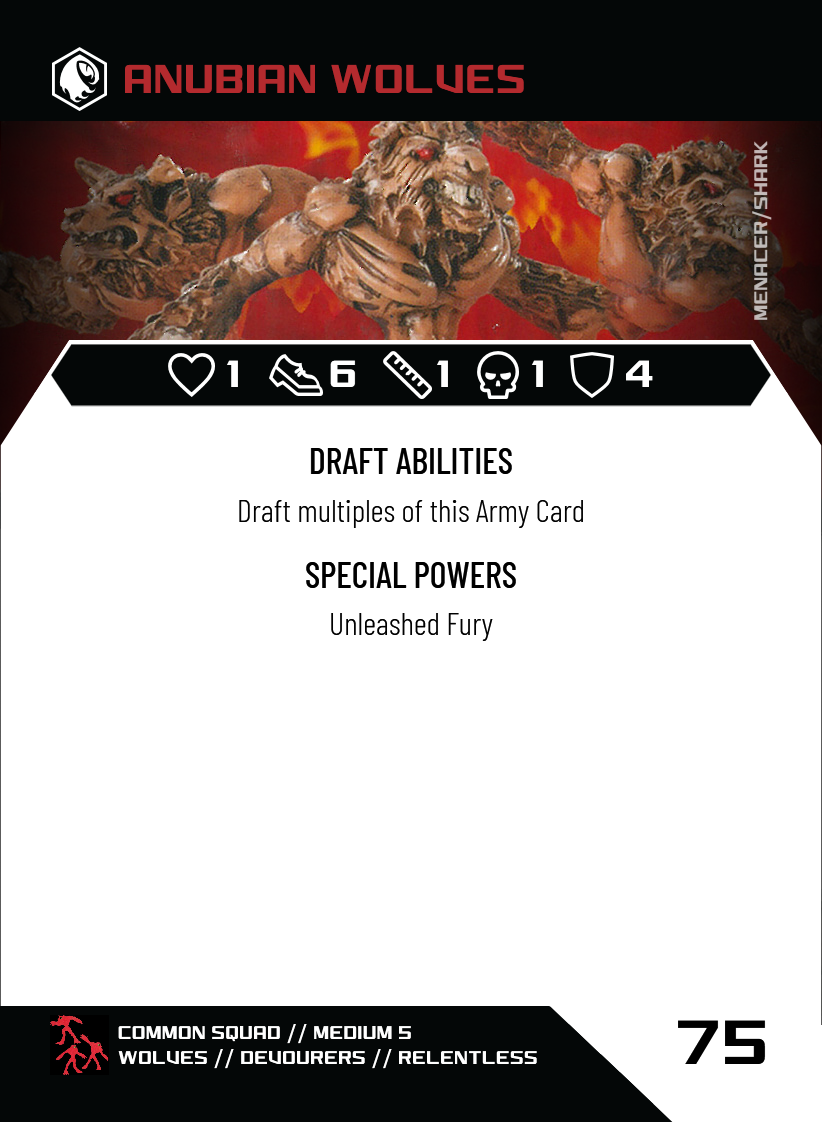 ANUBIAN WOLVES
MENACER/SHARK
1 6 1 1 4
DRAFT ABILITIES
Draft multiples of this Army Card
SPECIAL POWERS
Unleashed Fury
COMMON SQUAD // MEDIUM 5
WOLVES // DEVOURERS // RELENTLESS
75